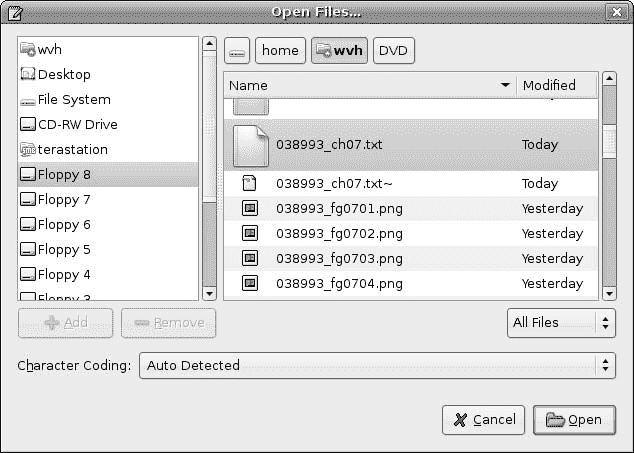 Open Files...
wvh
Desktop
File System
CD-RW Drive
terastation
Floppy 8
Floppy 7
Floppy 6
Floppy 5
Floppy 4
Floppy 3
Add
Remove
home
wvh
DVD
Name
Modified
038993_ch07.txt
Today
038993_ch07.txt~
Today
038993_fg0701.png
Yesterday
038993_fg0702.png
Yesterday
038993_fg0703.png
Yesterday
038993_fg0704.png
Yesterday
All Files
Character Coding:
Auto Detected
Cancel
Open